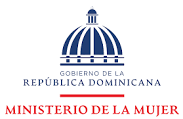 GOBIERNO DE LA
REPÚBLICA DOMINICANA
MINISTERIO DE LA MUJER